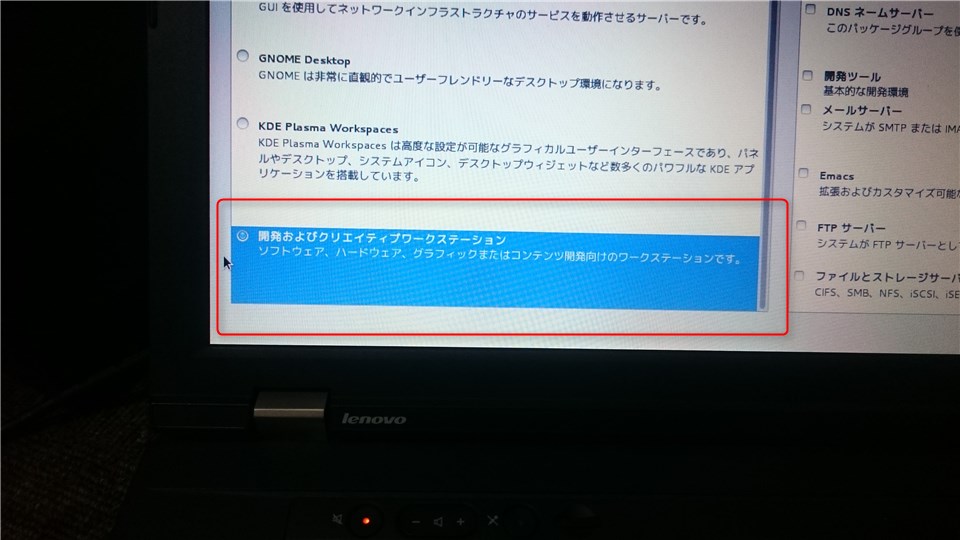 GUI を使用してネットワークインフラストラクチャのサービスを動作させるサーバーです。
GNOME Desktop
GNOME は非常に直観的でユーザーフレンドリーなデスクトップ環境になります。
KDE Plasma Workspaces
KDE Plasma Workspaces は高度な設定が可能なグラフィカルユーザーインターフェースであり、パネ
ルやデスクトップ、システムアイコン、デスクトップウィジェットなど数多くのパワフルな KDE アプ
リケーションを搭載しています。
開発およびクリエイティブワークステーション
ソフトウェア、ハードウェア、グラフィックまたはコンテンツ開発向けのワークステーションです。
DNS ネームサーバー
このパッケージグループを
開発ツール
基本的な開発環境
メールサーバー
システムが SMTP または IMA
Emacs
拡張およびカスタマイズ可能
FTP サーバー
システムが FTP サーバーとし
ファイルとストレージサーバ
CIFS、SMB、NFS、iSCSI、iSE
lenovo